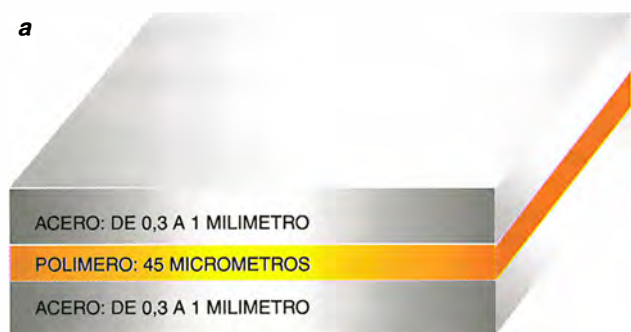 a
ACERO: DE 0,3 A 1 MILIMETRO
POLIMERO: 45 MICROMETROS
ACERO: DE 0,3 A 1 MILIMETRO